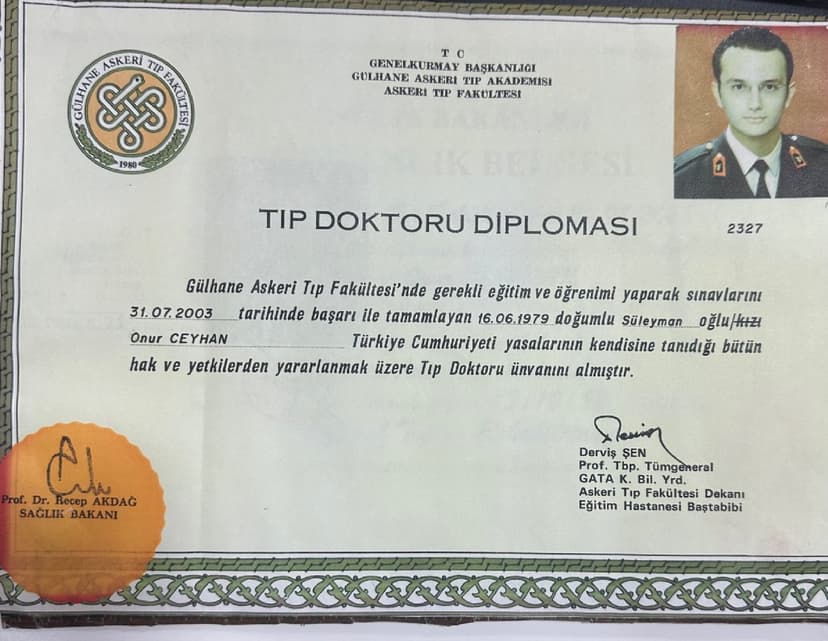 GÜLHANE ASKERİ TIP FAKÜLTESİ
1980
T C
GENELKURMAY BAŞKANLIĞI
GÜLHANE ASKERİ TIP AKADEMİSİ
ASKERİ TIP FAKÜLTESİ
TIP DOKTORU DİPLOMASI
2327
Gülhane Askeri Tıp Fakültesi'nde gerekli eğitim ve öğrenimi yaparak sınavlarını
31.07.2003 tarihinde başarı ile tamamlayan 16.06.1979 doğumlu Süleyman oğlu/kızı
Onur CEYHAN Türkiye Cumhuriyeti yasalarının kendisine tanıdığı bütün
hak ve yetkilerden yararlanmak üzere Tıp Doktoru ünvanını almıştır.
Derviş ŞEN
Prof. Tbp. Tümgeneral
GATA K. Bil. Yrd.
Askeri Tıp Fakültesi Dekanı
Eğitim Hastanesi Baştabibi
Prof. Dr. Recep AKDAĞ
SAĞLIK BAKANI